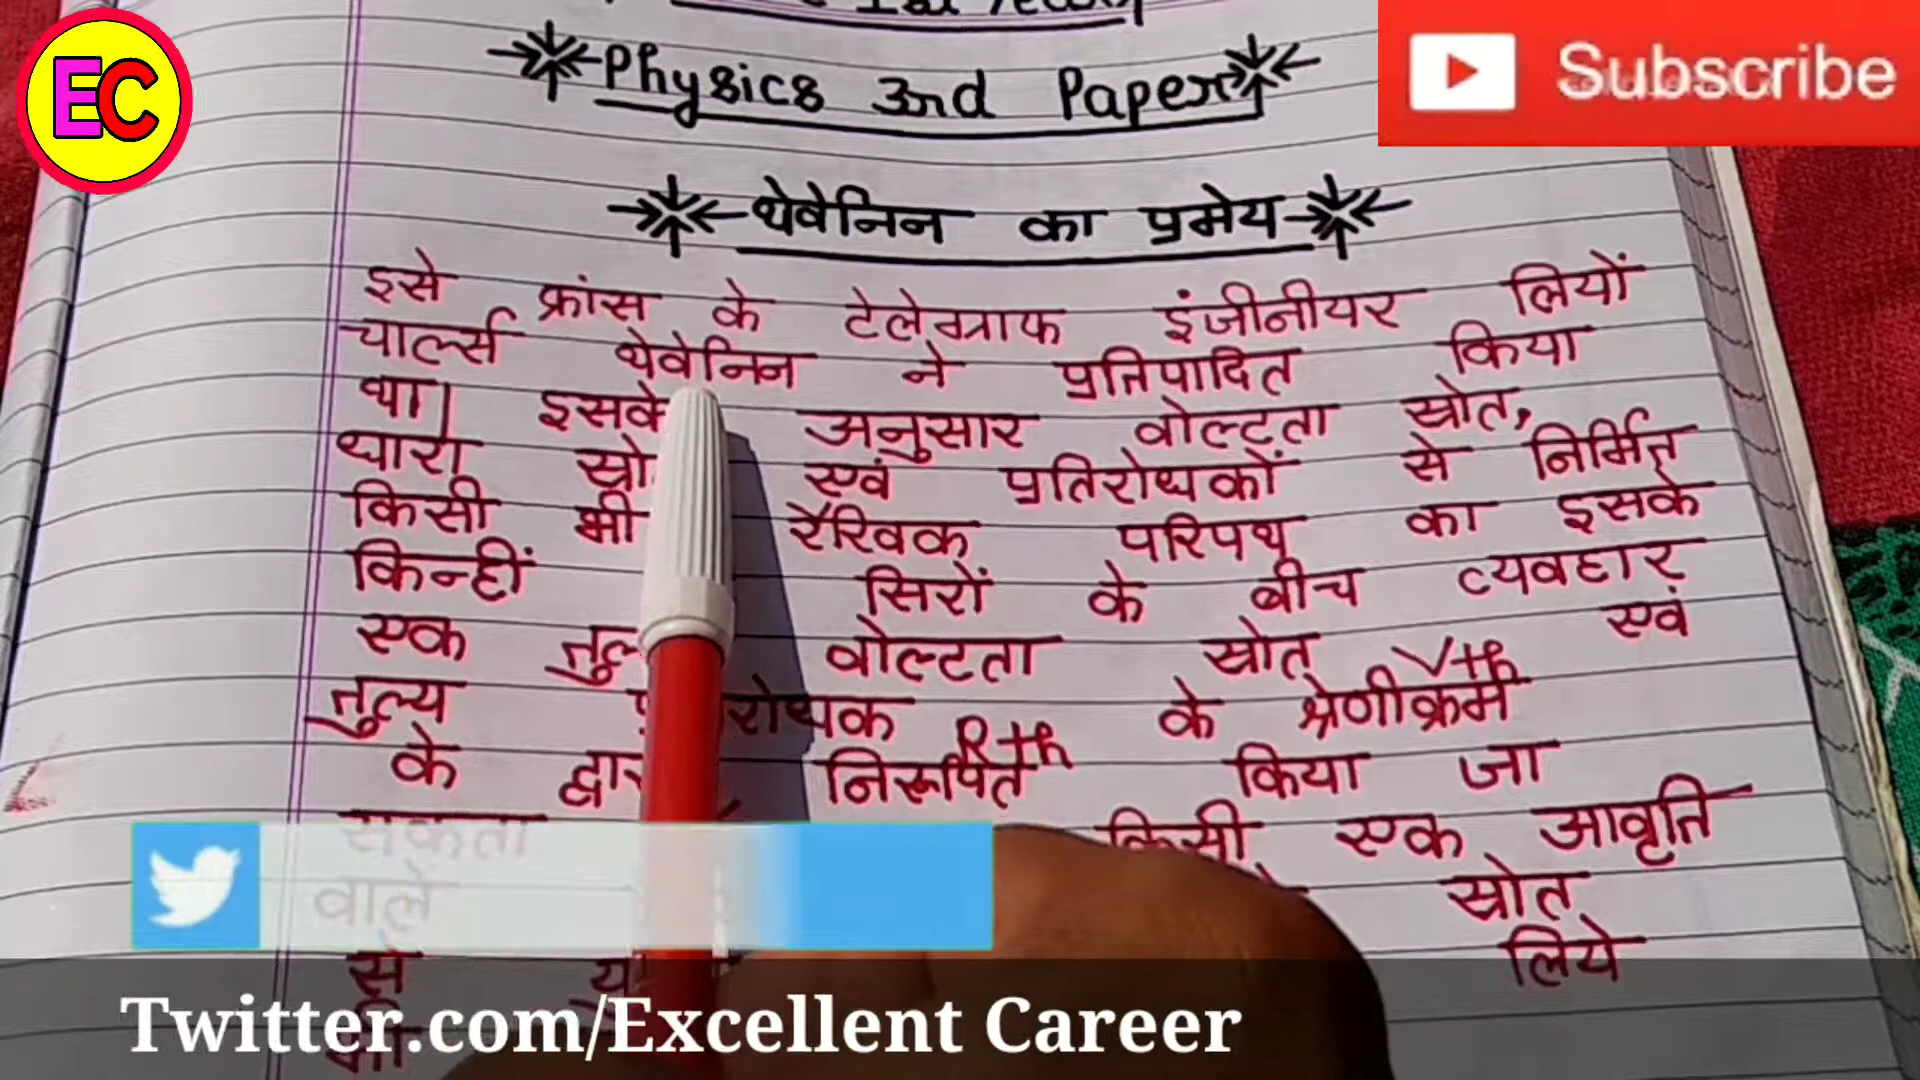 EC
Subscribe
Physics 3rd Paper
थेवेनिन का प्रमेय
इसे फ्रांस के टेलेग्राफ इंजीनीयर लियों
चार्ल्स थेवेनिन ने प्रतिपादित किया
था। इसके अनुसार वोल्टता स्रोत,
धारा एवं प्रतिरोधकों से निर्मित
किसी भी रैखिक परिपथ का इसके
किन्हीं सिरों के बीच व्यवहार
एक वोल्टता स्रोत Vth एवं
तुल्य Rth के श्रेणीक्रम
के निरूपित किया जा
सकता किसी एक आवृत्ति
वाले स्रोत
से लिये
Twitter.com/Excellent Career